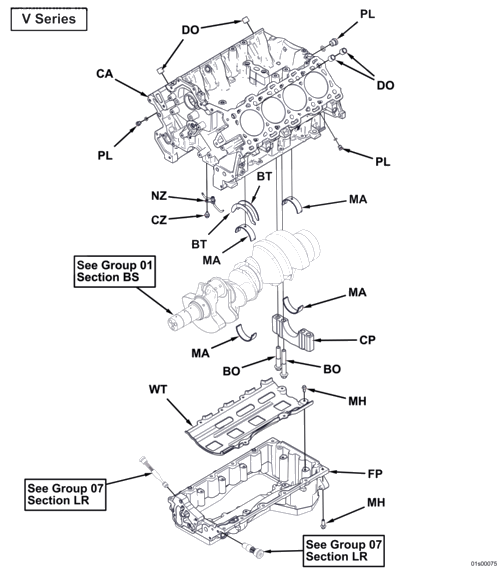 V Series
PL
DO
CA
DO
PL
PL
BT
NZ
MA
CZ
BT
MA
See Group 01
Section BS
MA
CP
MA
BO
BO
WT
MH
FP
See Group 07
Section LR
MH
See Group 07
Section LR
01s00075